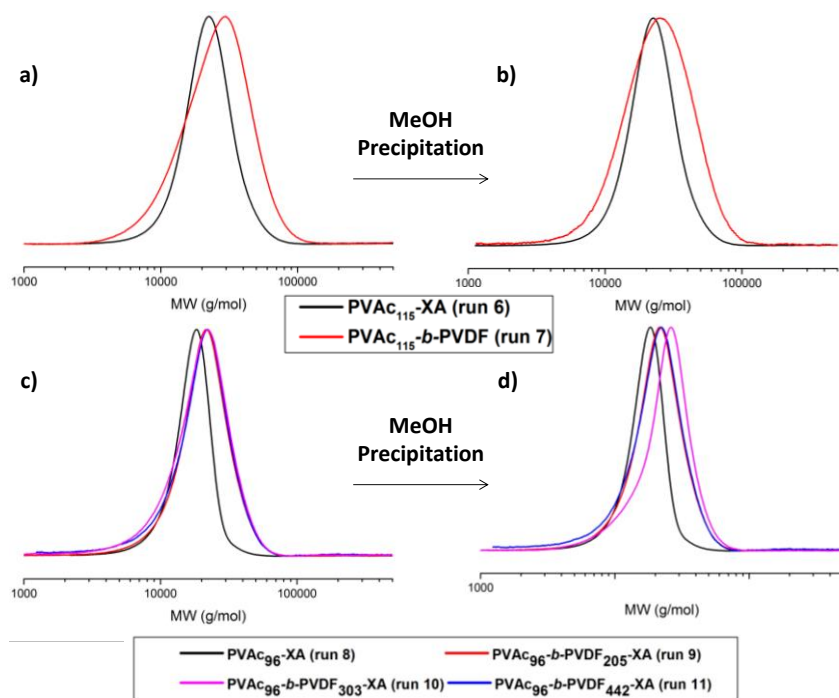 a)
b)
MeOH
Precipitation
1000 10000 100000
MW (g/mol)
1000 10000 100000
MW (g/mol)
PVAc115-XA (run 6)
PVAc115-b-PVDF (run 7)
c)
d)
MeOH
Precipitation
1000 10000 100000
MW (g/mol)
1000
MW (g/mol)
PVAc96-XA (run 8) PVAc96-b-PVDF205-XA (run 9)
PVAc96-b-PVDF303-XA (run 10) PVAc96-b-PVDF442-XA (run 11)